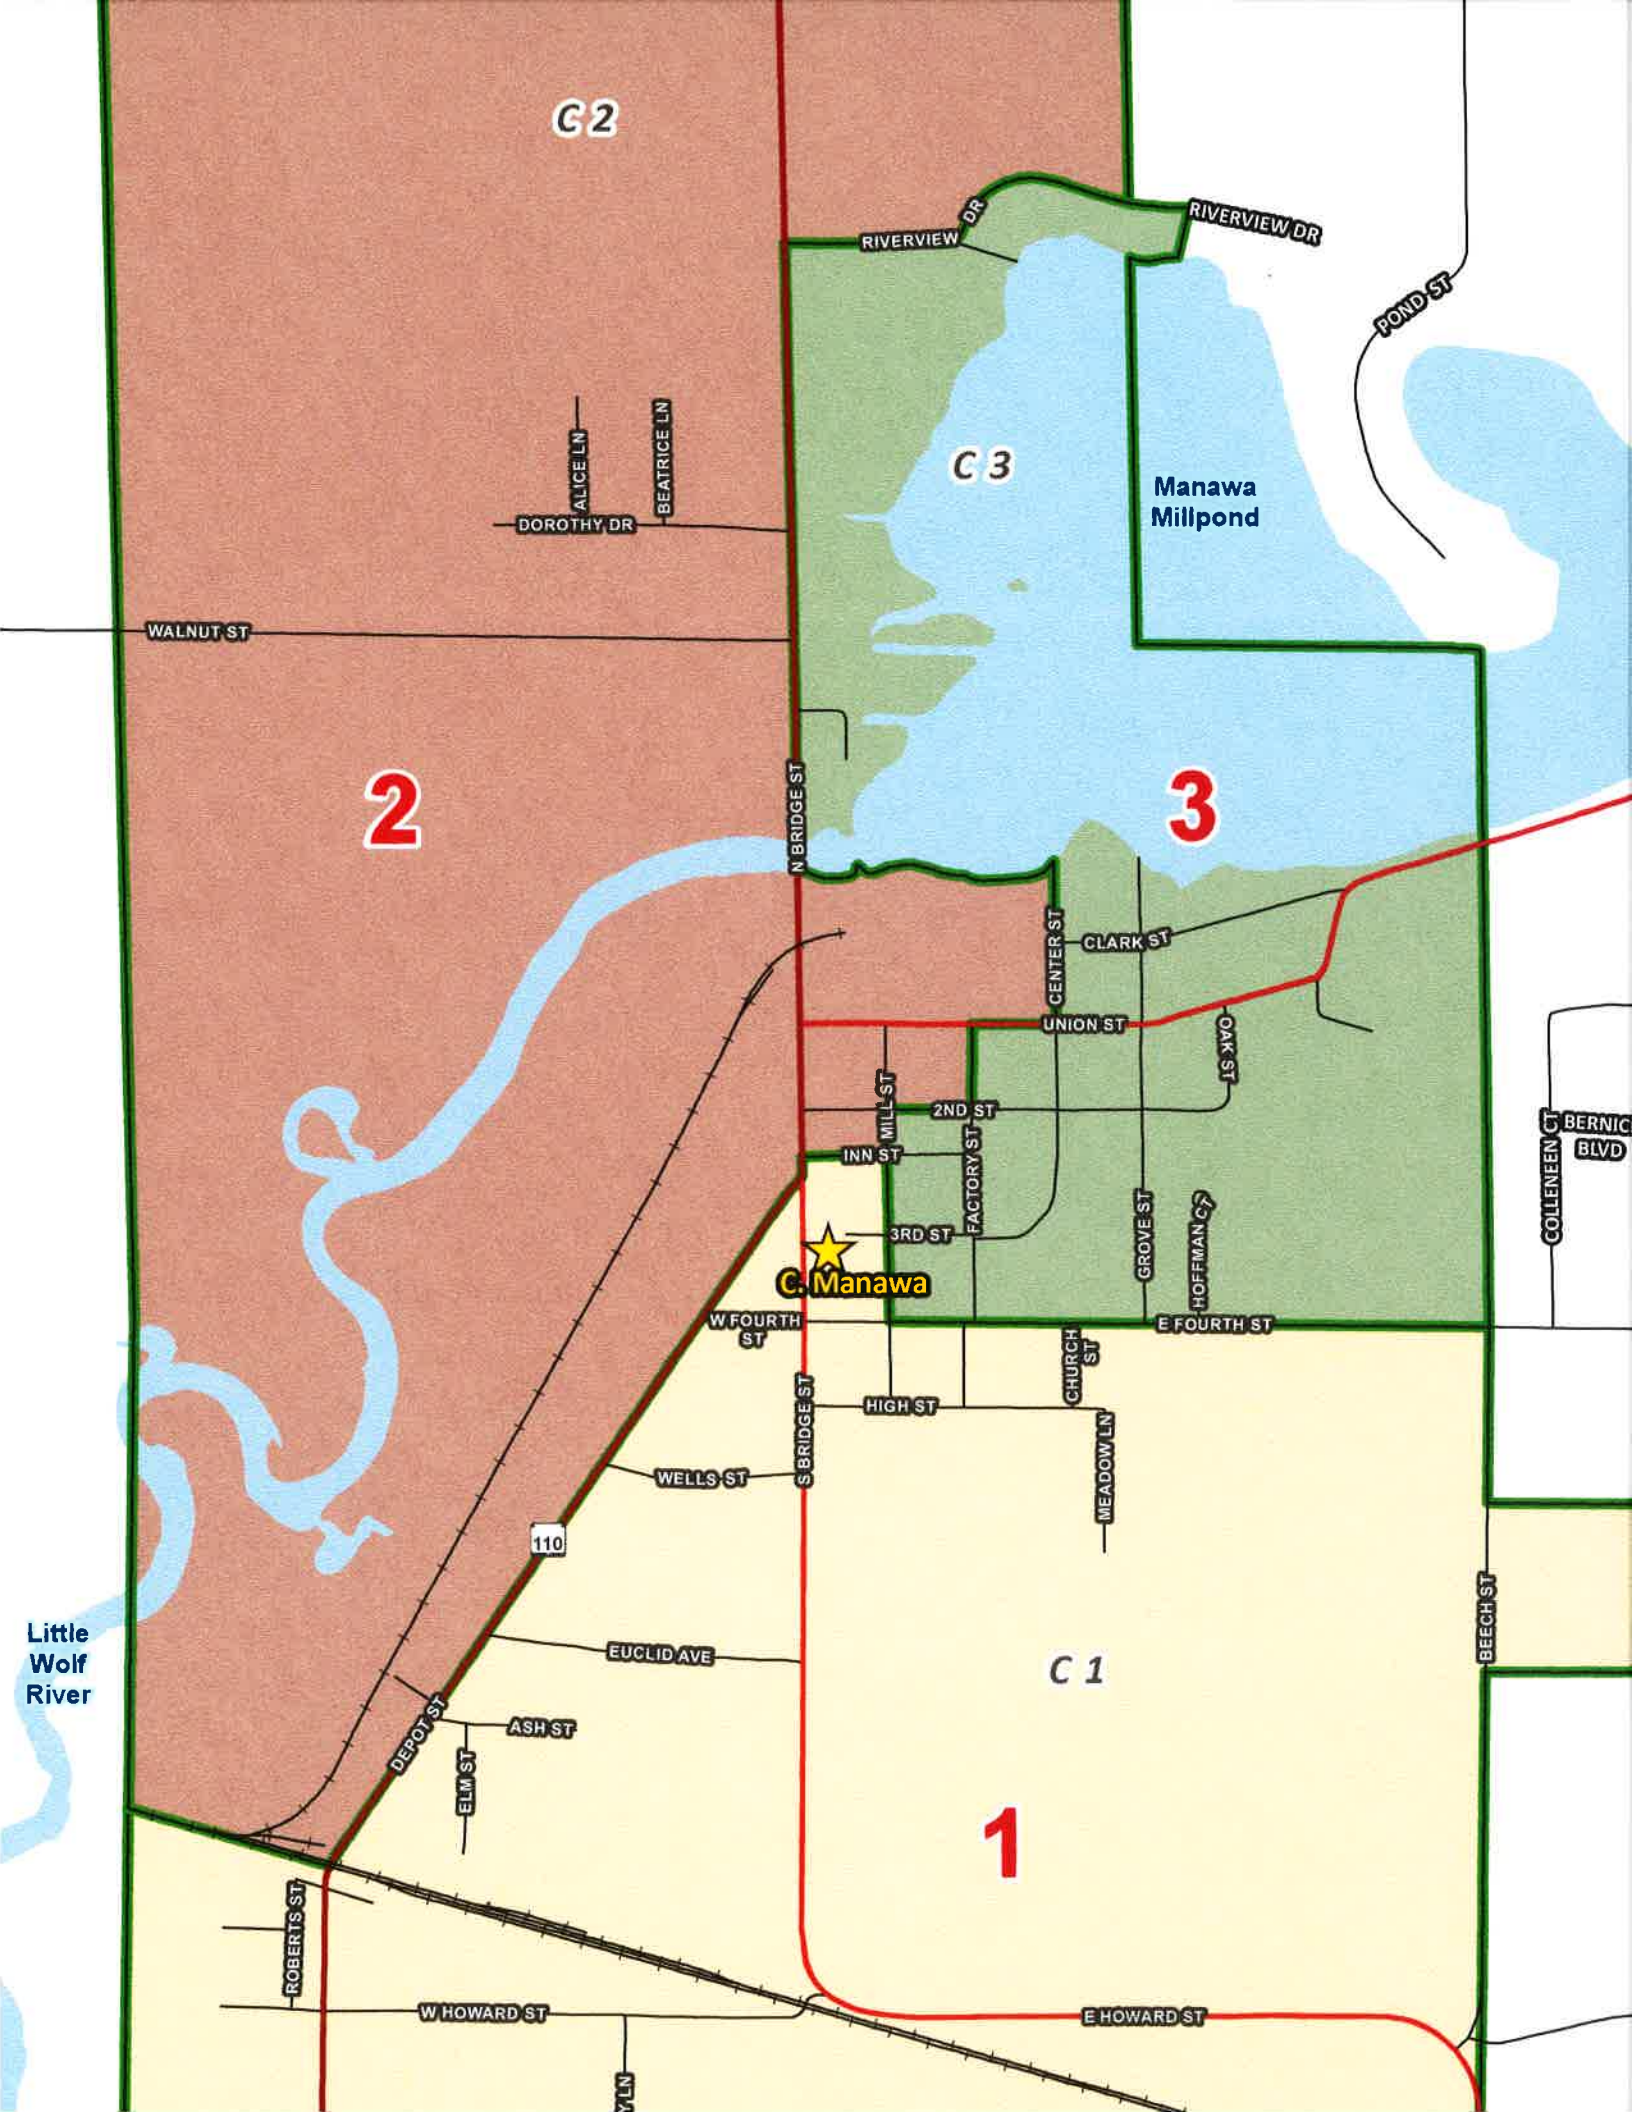 C 2
RIVERVIEW
DR
RIVERVIEW DR
POND ST
ALICE LN
BEATRICE LN
DOROTHY DR
C 3
Manawa
Millpond
WALNUT ST
2
N BRIDGE ST
3
CENTER ST
CLARK ST
UNION ST
OAK ST
MILL ST
2ND ST
INN ST
FACTORY ST
COLLENEEN CT
BERNIC
BLVD
3RD ST
GROVE ST
HOFFMAN CT
C. Manawa
W FOURTH
ST
E FOURTH ST
CHURCH
ST
S BRIDGE ST
HIGH ST
MEADOW LN
WELLS ST
110
BEECH ST
Little
Wolf
River
EUCLID AVE
C 1
DEPOT ST
ASH ST
ELM ST
1
ROBERTS ST
W HOWARD ST
E HOWARD ST
Y LN